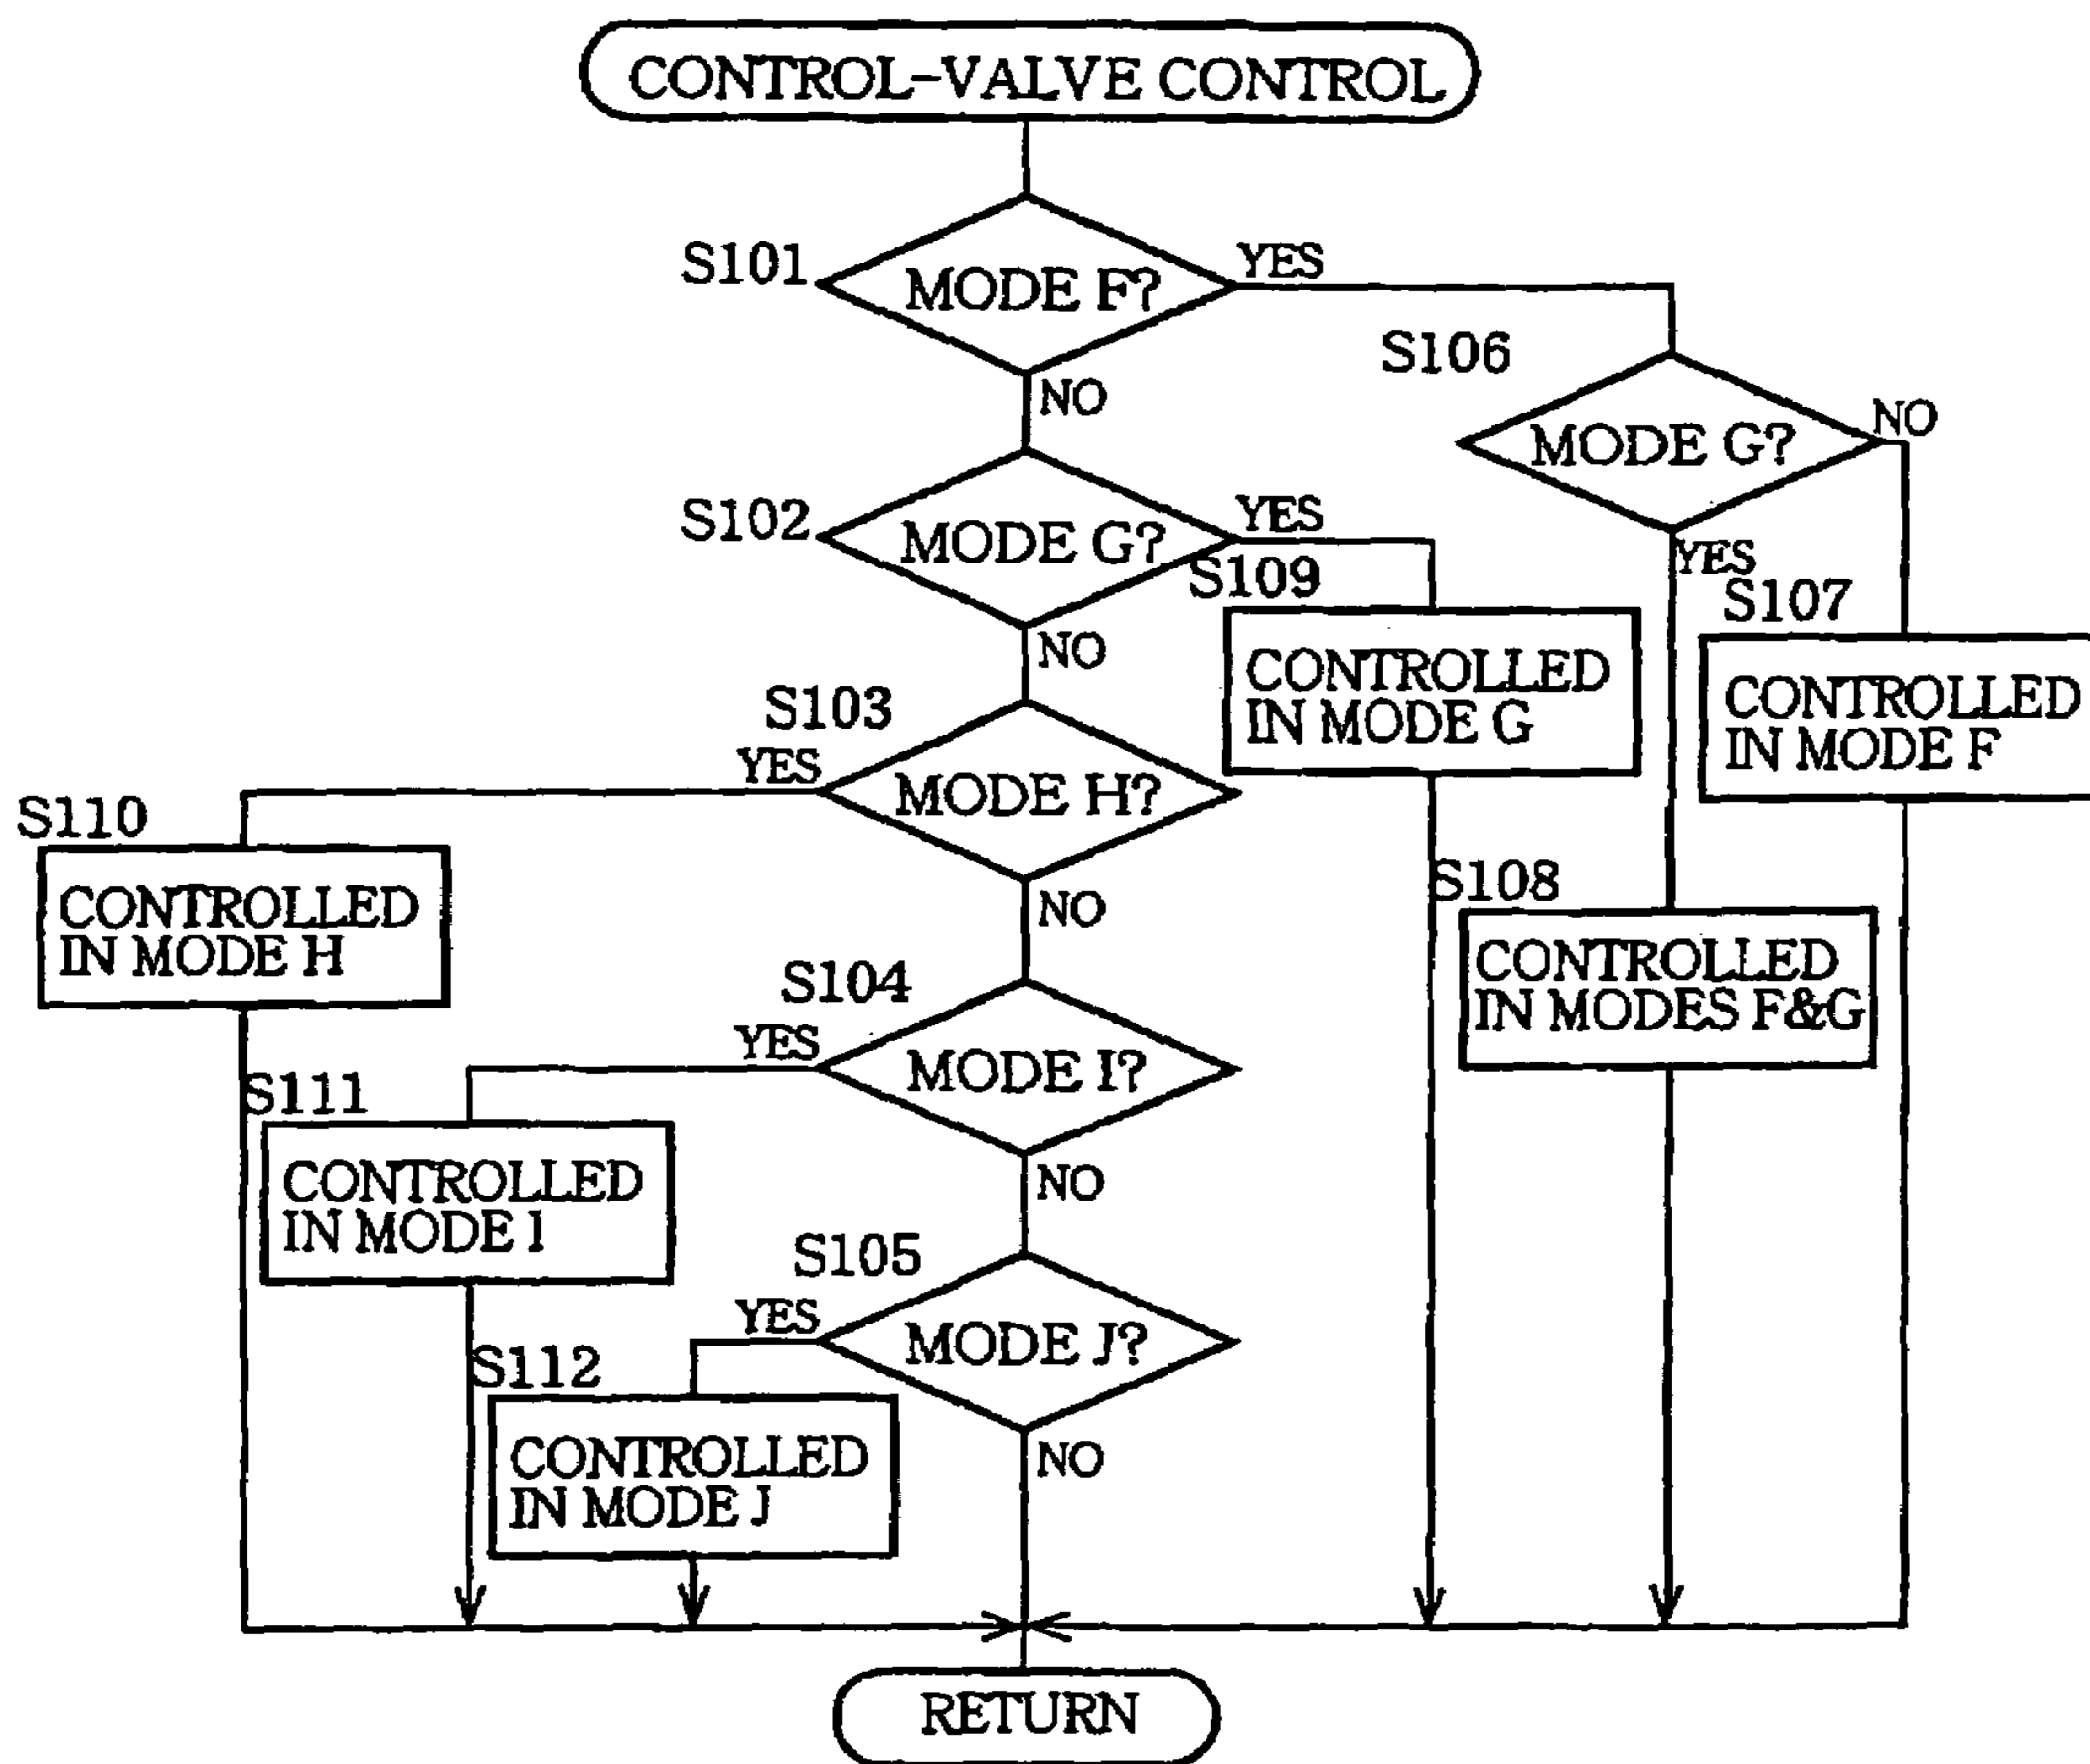 CONTROL-VALVE CONTROL
S101
MODE F?
YES
NO
S106
MODE G?
NO
YES
S102
MODE G?
YES
NO
S109
CONTROLLED
IN MODE G
S107
CONTROLLED
IN MODE F
S103
MODE H?
YES
NO
S110
CONTROLLED
IN MODE H
S108
CONTROLLED
IN MODES F&G
S104
MODE I?
YES
NO
S111
CONTROLLED
IN MODE I
S105
MODE J?
YES
NO
S112
CONTROLLED
IN MODE J
RETURN